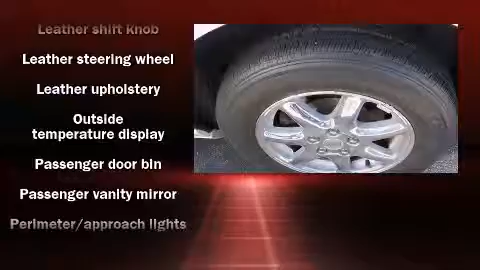 Leather shift knob
Leather steering wheel
Leather upholstery
Outside
temperature display
Passenger door bin
Passenger vanity mirror
Perimeter/approach lights